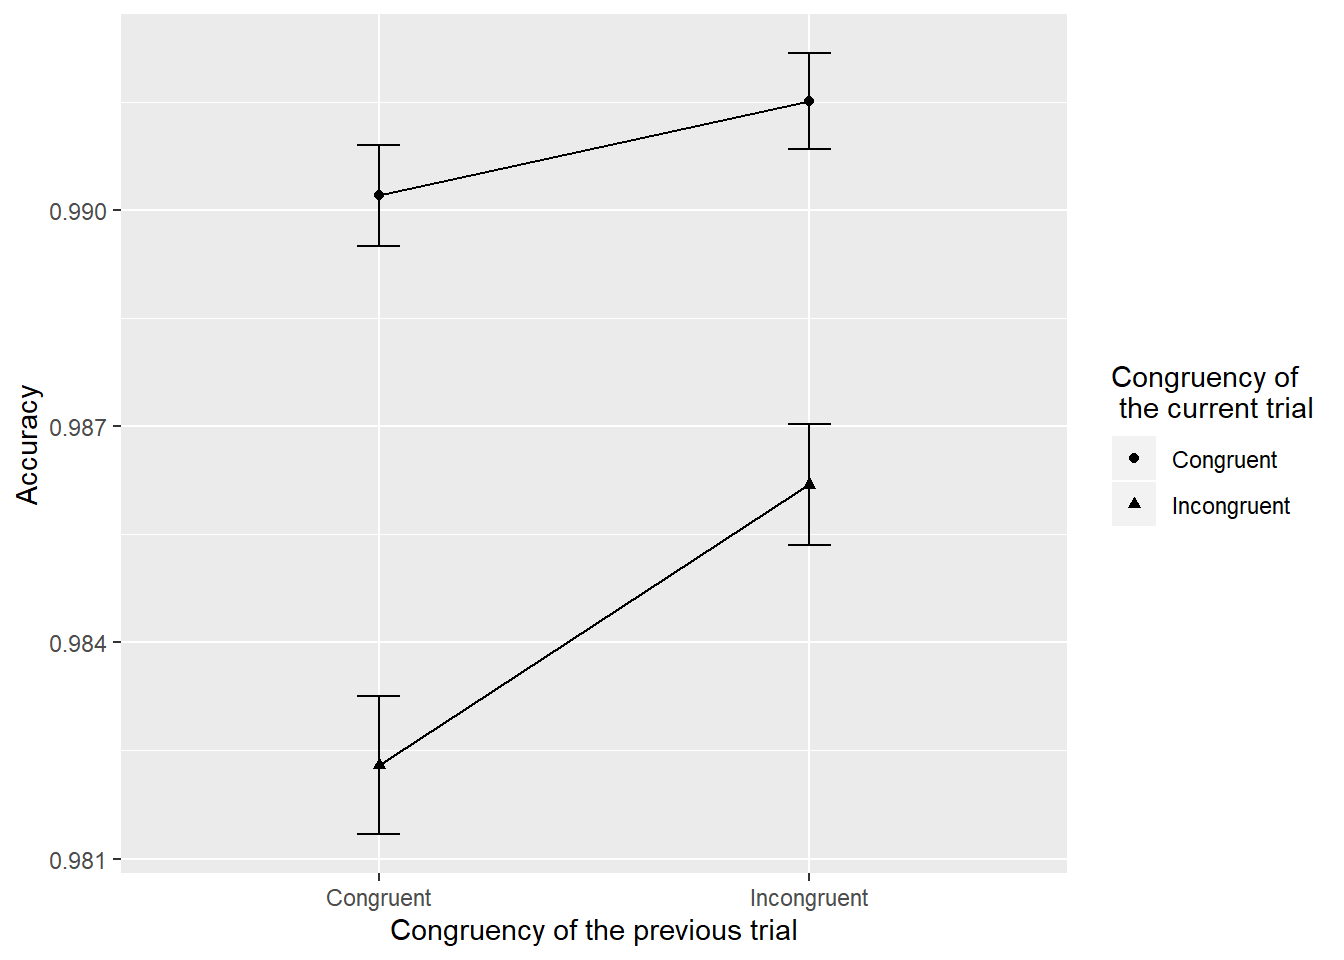 0.990
0.987
0.984
0.981
Accuracy
Congruent
Incongruent
Congruency of the previous trial
Congruency of
the current trial
Congruent
Incongruent